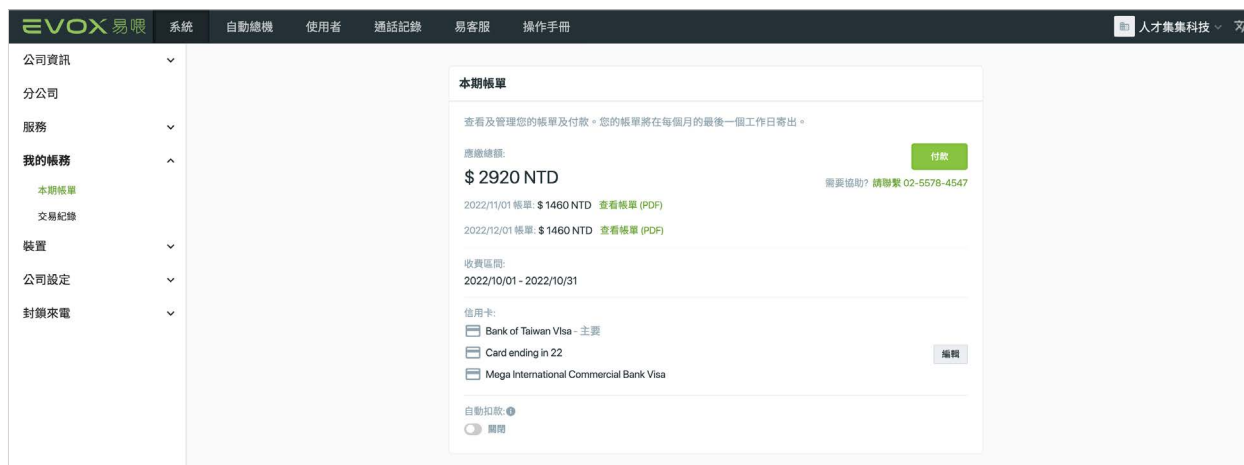 EVOX 易喂 系統 自動總機 使用者 通話記錄 易客服 操作手冊 人才集集科技
公司資訊
分公司
服務
我的帳務
本期帳單
交易紀錄
裝置
公司設定
封鎖來電
本期帳單
查看及管理您的帳單及付款。您的帳單將在每個月的最後一個工作日寄出。
應繳總額:
$ 2920 NTD
付款
需要協助? 請聯繫 02-5578-4547
2022/11/01 帳單: $ 1460 NTD 查看帳單 (PDF)
2022/12/01 帳單: $ 1460 NTD 查看帳單 (PDF)
收費區間:
2022/10/01 - 2022/10/31
信用卡:
Bank of Taiwan VIsa - 主要
Card ending in 22
Mega International Commercial Bank Visa
編輯
自動扣款:
關閉